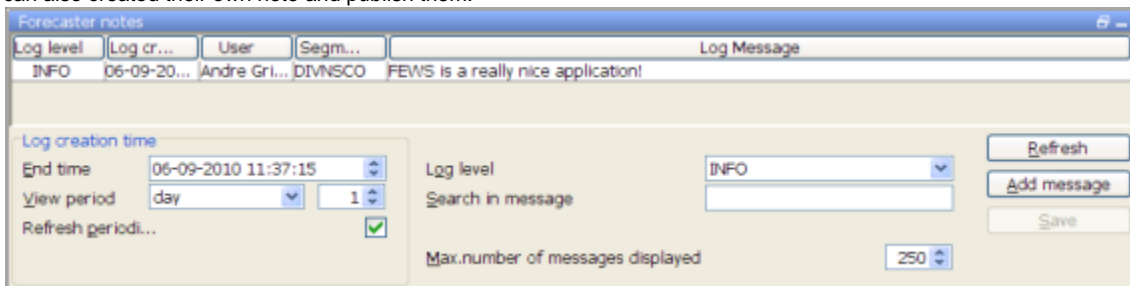 can also created their own note and publish them.
Forecaster notes
Log level Log cr... User Segm... Log Message
INFO 06-09-20... Andre Gri... DIVNSCO FEWS is a really nice application!
Log creation time
End time 06-09-2010 11:37:15
View period day 1
Refresh periodi...
Log level INFO
Search in message
Max.number of messages displayed 250
Refresh
Add message
Save